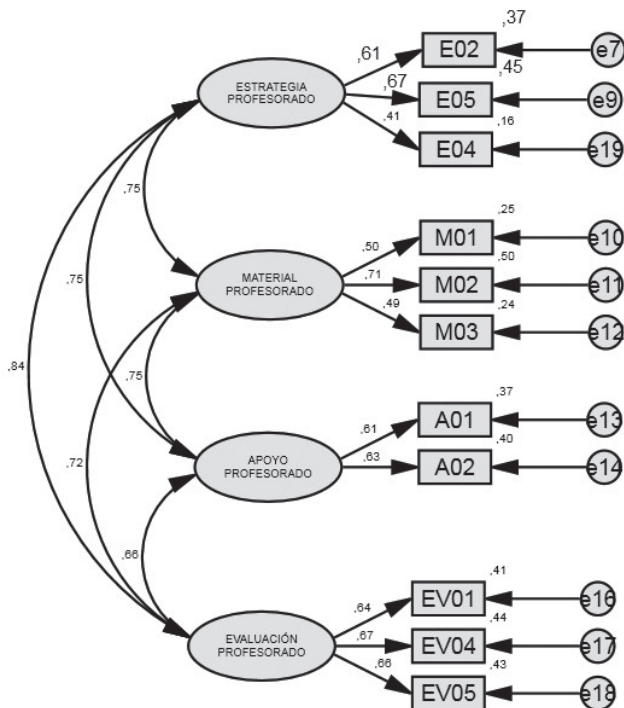 ,37
,61
E02
e7
,45
ESTRATEGIA
PROFESORADO
,67
E05
e9
,41
,16
E04
e19
,75
,25
,50
M01
e10
,50
MATERIAL
PROFESORADO
,71
M02
e11
,75
,24
,49
M03
e12
,84
,75
,37
,61
A01
e13
,40
APOYO
PROFESORADO
,63
A02
e14
,72
,66
,41
,64
EV01
e16
,44
EVALUACIÓN
PROFESORADO
,67
EV04
e17
,43
,66
EV05
e18